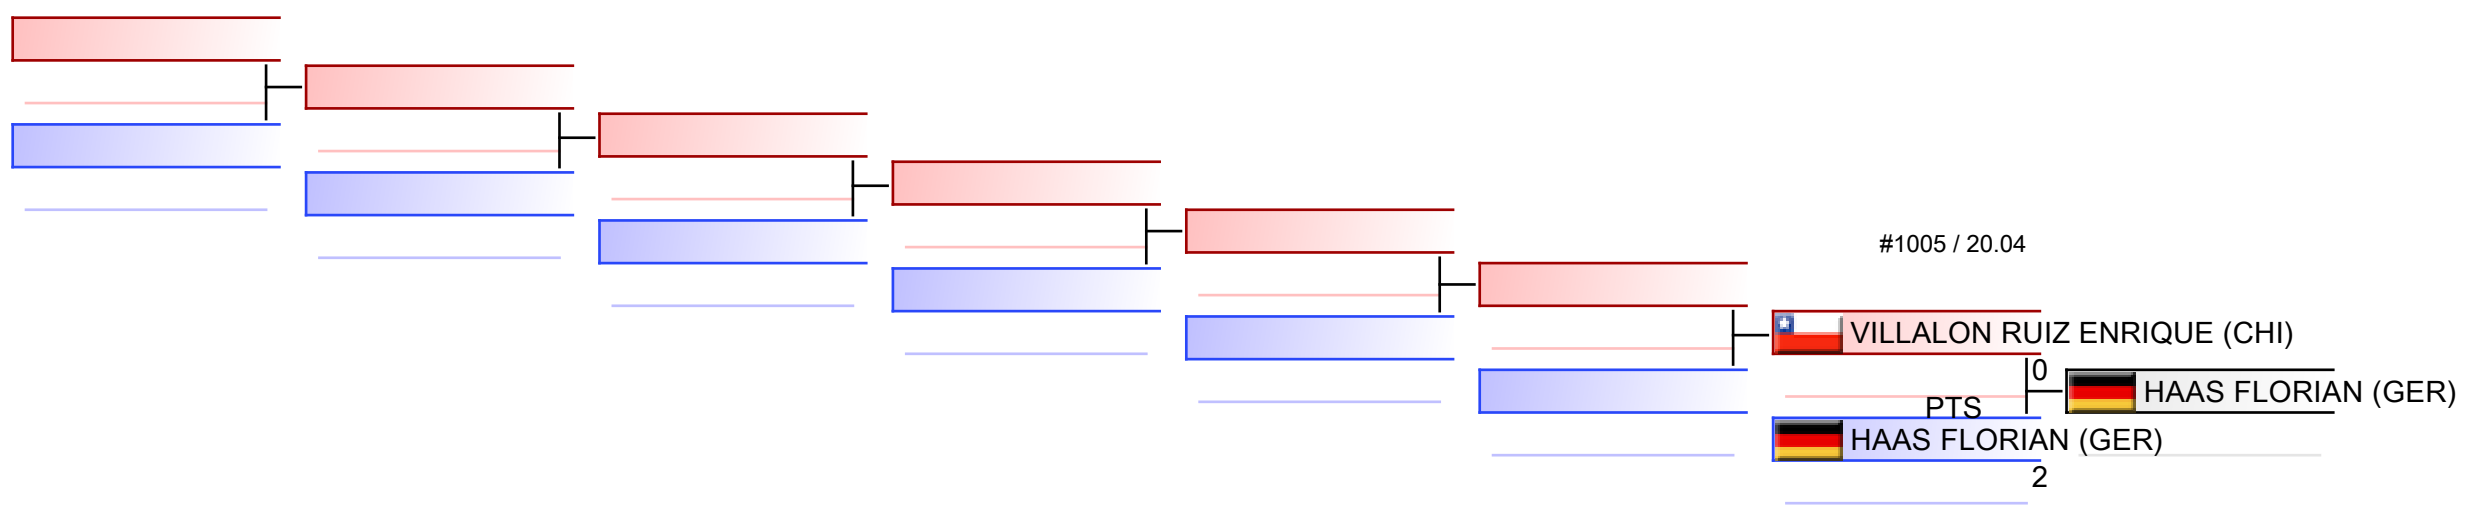 #1005 / 20.04
VILLALON RUIZ ENRIQUE (CHI)
0
HAAS FLORIAN (GER)
PTS
HAAS FLORIAN (GER)
2